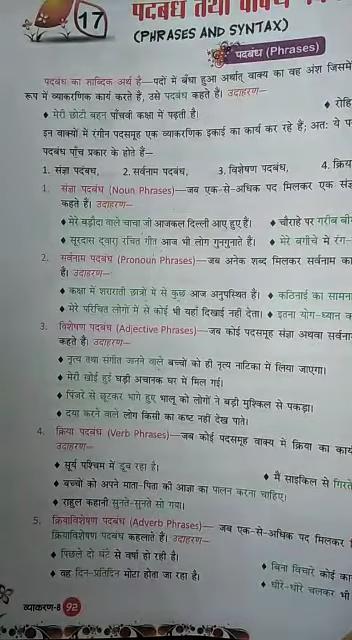 17
पदबंध तथा वाक्य
(PHRASES AND SYNTAX)
पदबंध (Phrases)
पदबंध का शाब्दिक अर्थ है—पदों में बँधा हुआ अर्थात् वाक्य का वह अंश जिसमें
रूप में व्याकरणिक कार्य करते हैं, उसे पदबंध कहते हैं। उदाहरण—
♦ मेरी छोटी बहन पाँचवी कक्षा में पढ़ती है। ♦ रोहि
इन वाक्यों में रंगीन पदसमूह एक व्याकरणिक इकाई का कार्य कर रहे हैं; अत: ये प
पदबंध पाँच प्रकार के होते हैं—
1. संज्ञा पदबंध, 2. सर्वनाम पदबंध, 3. विशेषण पदबंध, 4. क्रिय
1. संज्ञा पदबंध (Noun Phrases)—जब एक-से-अधिक पद मिलकर एक संज्ञ
कहते हैं। उदाहरण—
♦ मेरे बड़ौदा वाले चाचा जी आजकल दिल्ली आए हुए हैं। ♦ चौराहे पर गरीब बी
♦ सूरदास द्वारा रचित गीत आज भी लोग गुनगुनाते हैं। ♦ मेरे बगीचे में रंग-
2. सर्वनाम पदबंध (Pronoun Phrases)—जब अनेक शब्द मिलकर सर्वनाम का
हैं। उदाहरण—
♦ कक्षा में शरारती छात्रों में से कुछ आज अनुपस्थित हैं। ♦ कठिनाई का सामन
♦ मेरे परिचित लोगों में से कोई भी यहाँ दिखाई नहीं देता। ♦ इतना योग-ध्यान क
3. विशेषण पदबंध (Adjective Phrases)—जब कोई पदसमूह संज्ञा अथवा सर्वना
कहते हैं। उदाहरण—
♦ नृत्य तथा संगीत जानने वाले बच्चों को ही नृत्य नाटिका में लिया जाएगा।
♦ मेरी खोई हुई घड़ी अचानक घर में मिल गई।
♦ पिंजरे से छूटकर भागे हुए भालू को लोगों ने बड़ी मुश्किल से पकड़ा।
♦ दया करने वाले लोग किसी का कष्ट नहीं देख पाते।
4. क्रिया पदबंध (Verb Phrases)—जब कोई पदसमूह वाक्य में क्रिया का कार्य
उदाहरण—
♦ सूर्य पश्चिम में डूब रहा है। ♦ मैं साइकिल से गिरते
♦ बच्चों को अपने माता-पिता की आज्ञा का पालन करना चाहिए।
♦ राहुल कहानी सुनते-सुनते सो गया।
5. क्रियाविशेषण पदबंध (Adverb Phrases)— जब एक-से-अधिक पद मिलकर
क्रियाविशेषण पदबंध कहलाते हैं। उदाहरण—
♦ पिछले दो घंटे से वर्षा हो रही है। ♦ बिना विचारे कोई का
♦ वह दिन-प्रतिदिन मोटा होता जा रहा है। ♦ धीरे-धीरे चलकर भी
व्याकरण-8 92